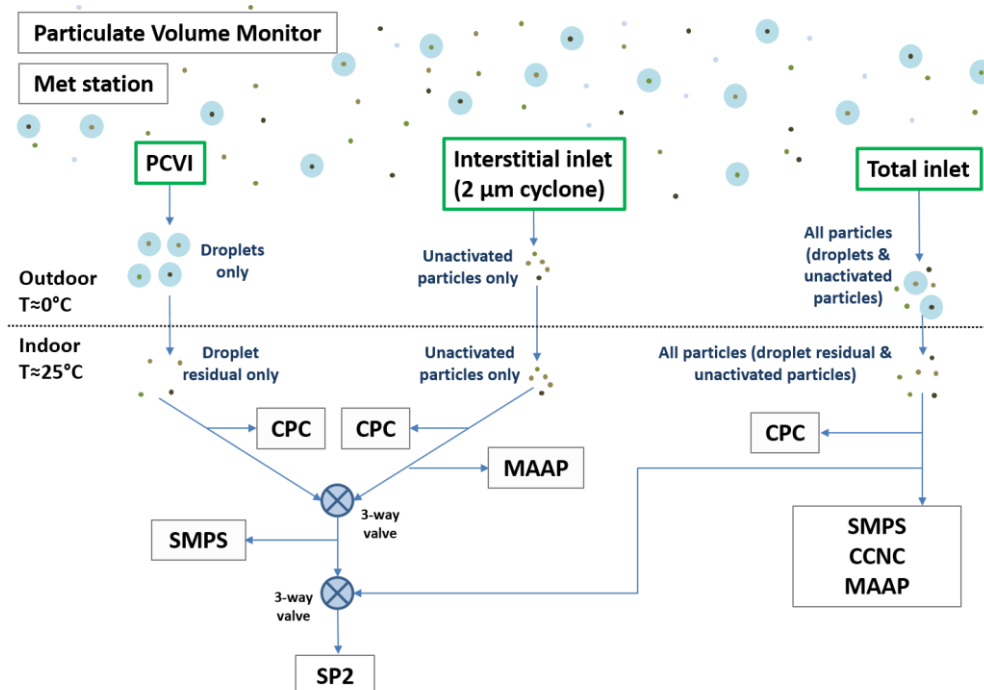 Particulate Volume Monitor
Met station
PCVI
Interstitial inlet
(2 µm cyclone)
Total inlet
Droplets
only
Unactivated
particles only
All particles
(droplets &
unactivated
particles)
Outdoor
T≈0°C
Indoor
T≈25°C
Droplet
residual only
Unactivated
particles only
All particles (droplet residual &
unactivated particles)
CPC
CPC
CPC
MAAP
3-way
valve
SMPS
SMPS
CCNC
MAAP
3-way
valve
SP2